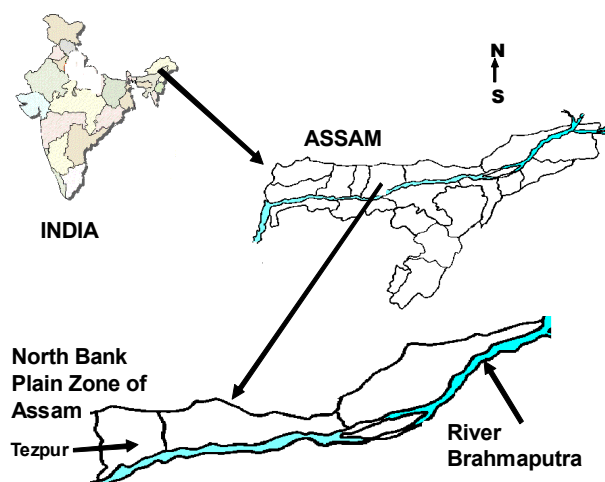 N
S
ASSAM
INDIA
North Bank
Plain Zone of
Assam
Tezpur
River
Brahmaputra